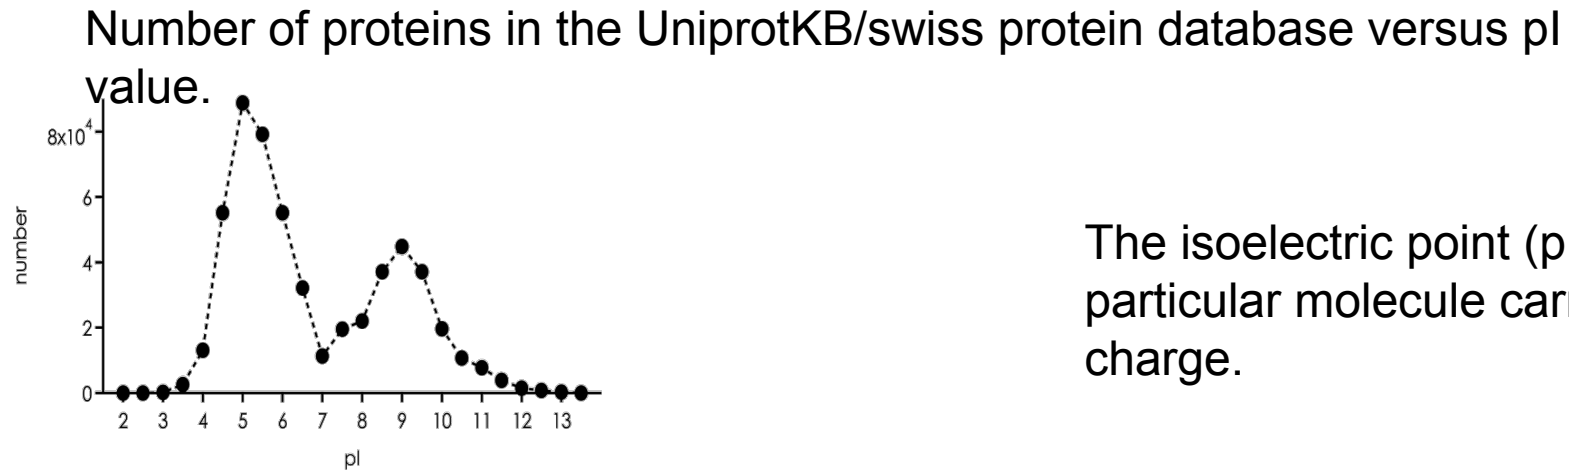 Number of proteins in the UniprotKB/swiss protein database versus pI
value.
8x10⁴
6
4
2
0
number
2 3 4 5 6 7 8 9 10 11 12 13
pI
The isoelectric point (p
particular molecule carr
charge.